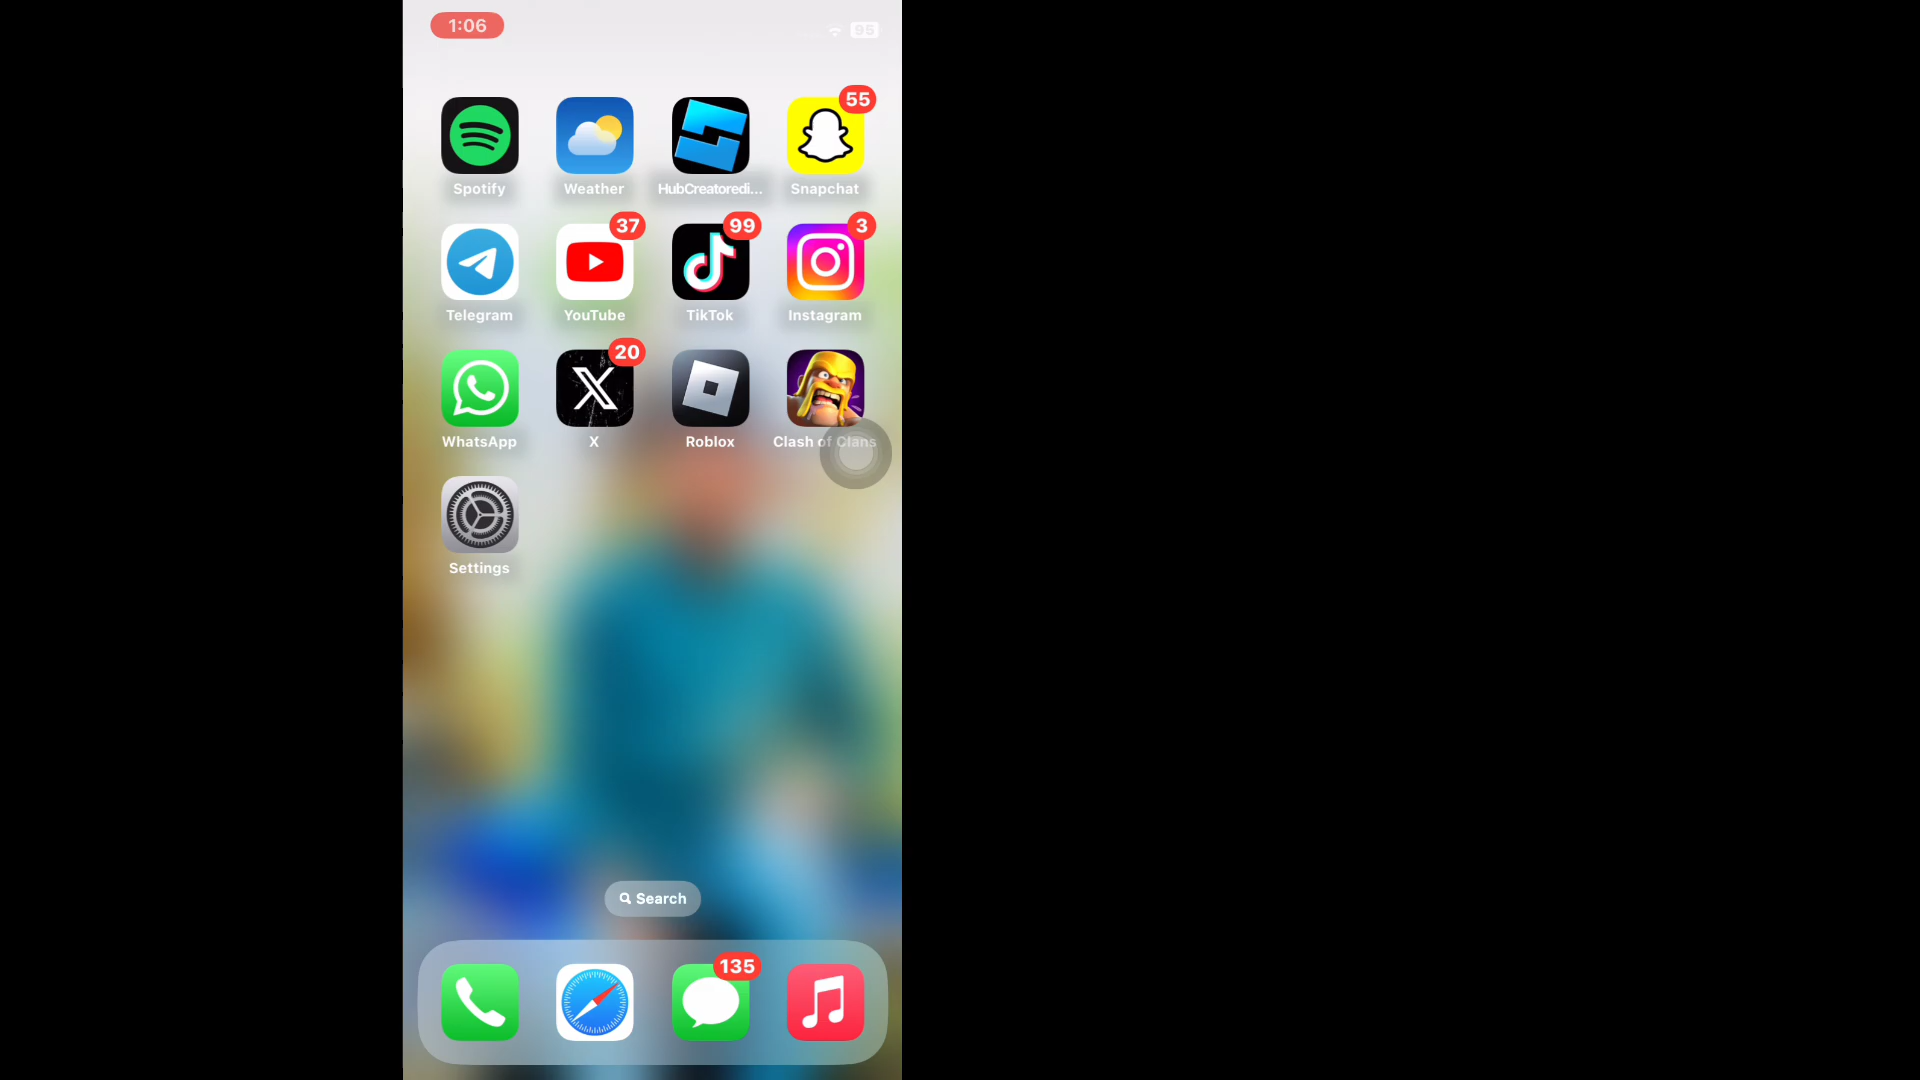 1:06
95
55
Spotify
Weather
HubCreatoredi...
Snapchat
37
99
3
Telegram
YouTube
TikTok
Instagram
20
WhatsApp
X
Roblox
Clash of Clans
Settings
Search
135